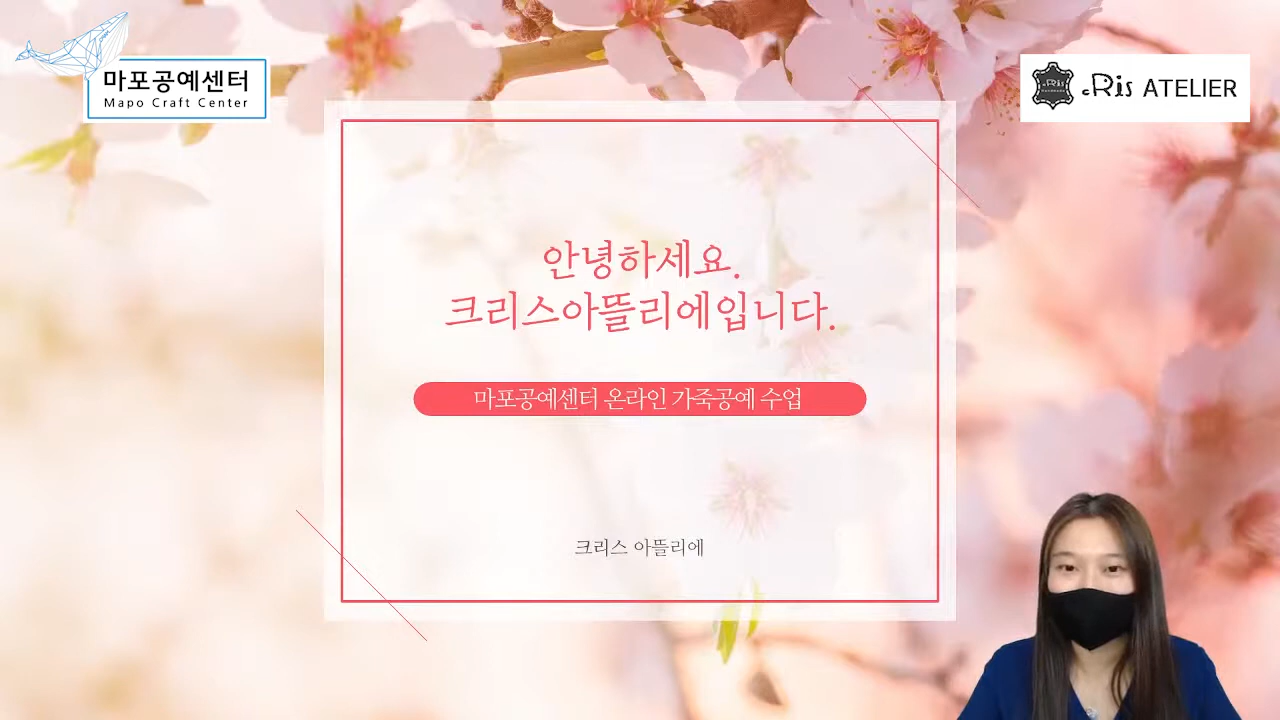 마포공예센터
Mapo Craft Center
cRis ATELIER
안녕하세요.
크리스아뜰리에입니다.
마포공예센터 온라인 가죽공예 수업
크리스 아뜰리에